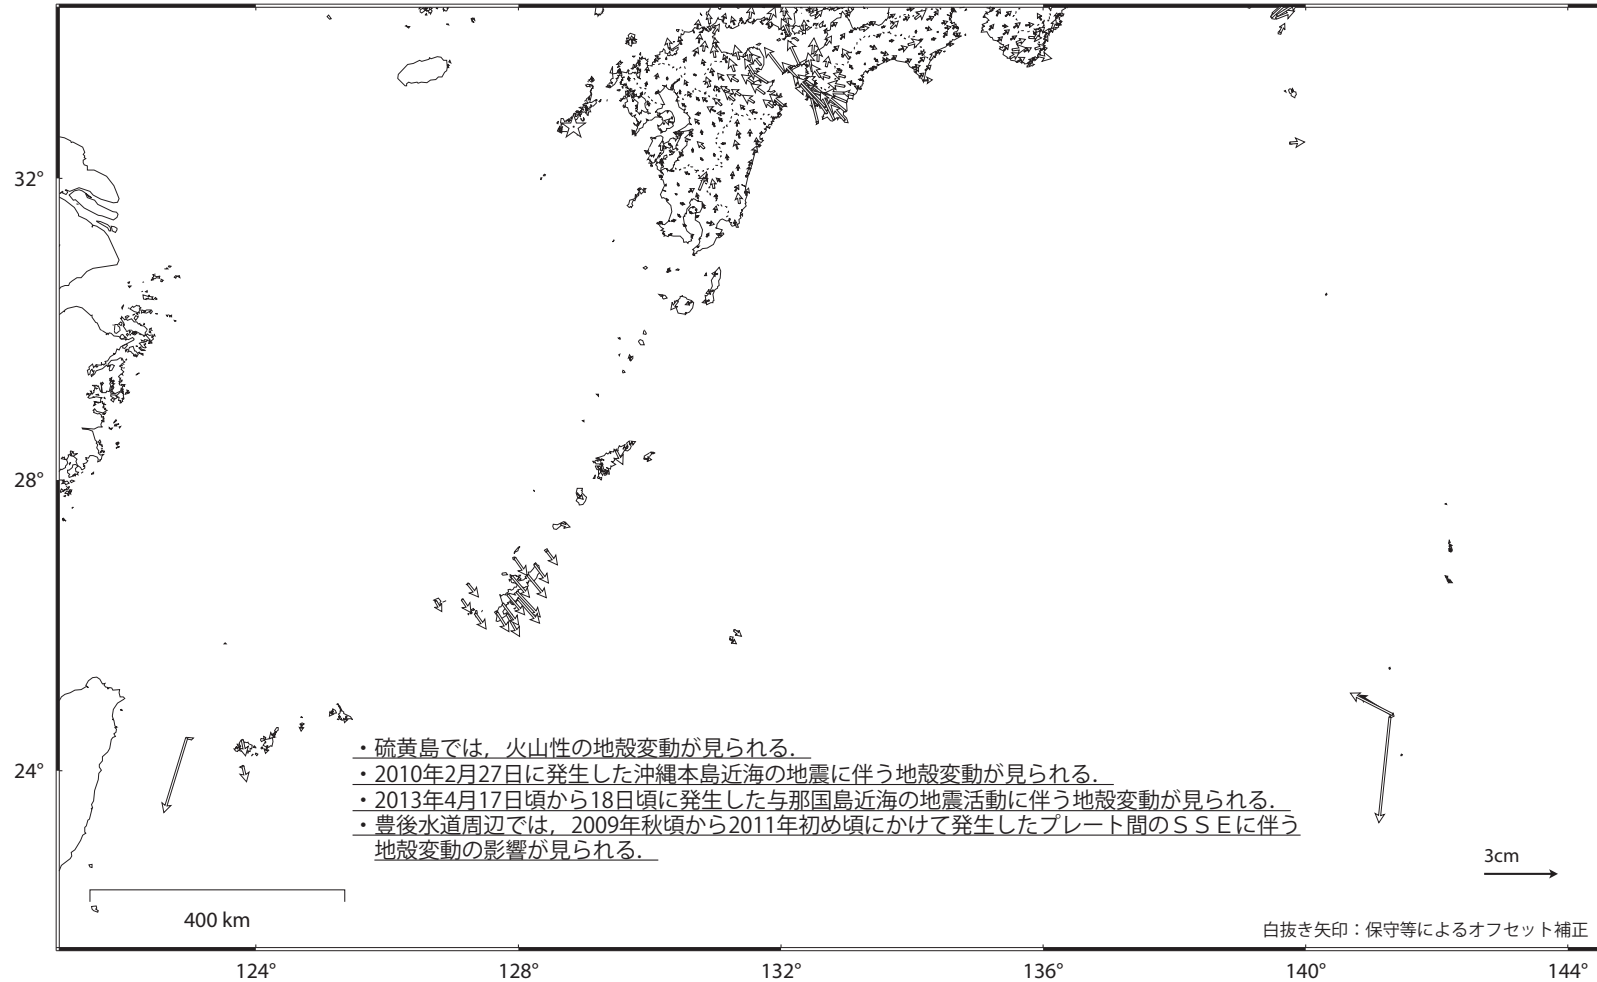 32°
28°
24°
・硫黄島では，火山性の地殻変動が見られる．
・2010年2月27日に発生した沖縄本島近海の地震に伴う地殻変動が見られる．
・2013年4月17日頃から18日頃に発生した与那国島近海の地震活動に伴う地殻変動が見られる．
・豊後水道周辺では，2009年秋頃から2011年初め頃にかけて発生したプレート間のＳＳＥに伴う
地殻変動の影響が見られる．
3cm
400 km
白抜き矢印：保守等によるオフセット補正
124°
128°
132°
136°
140°
144°